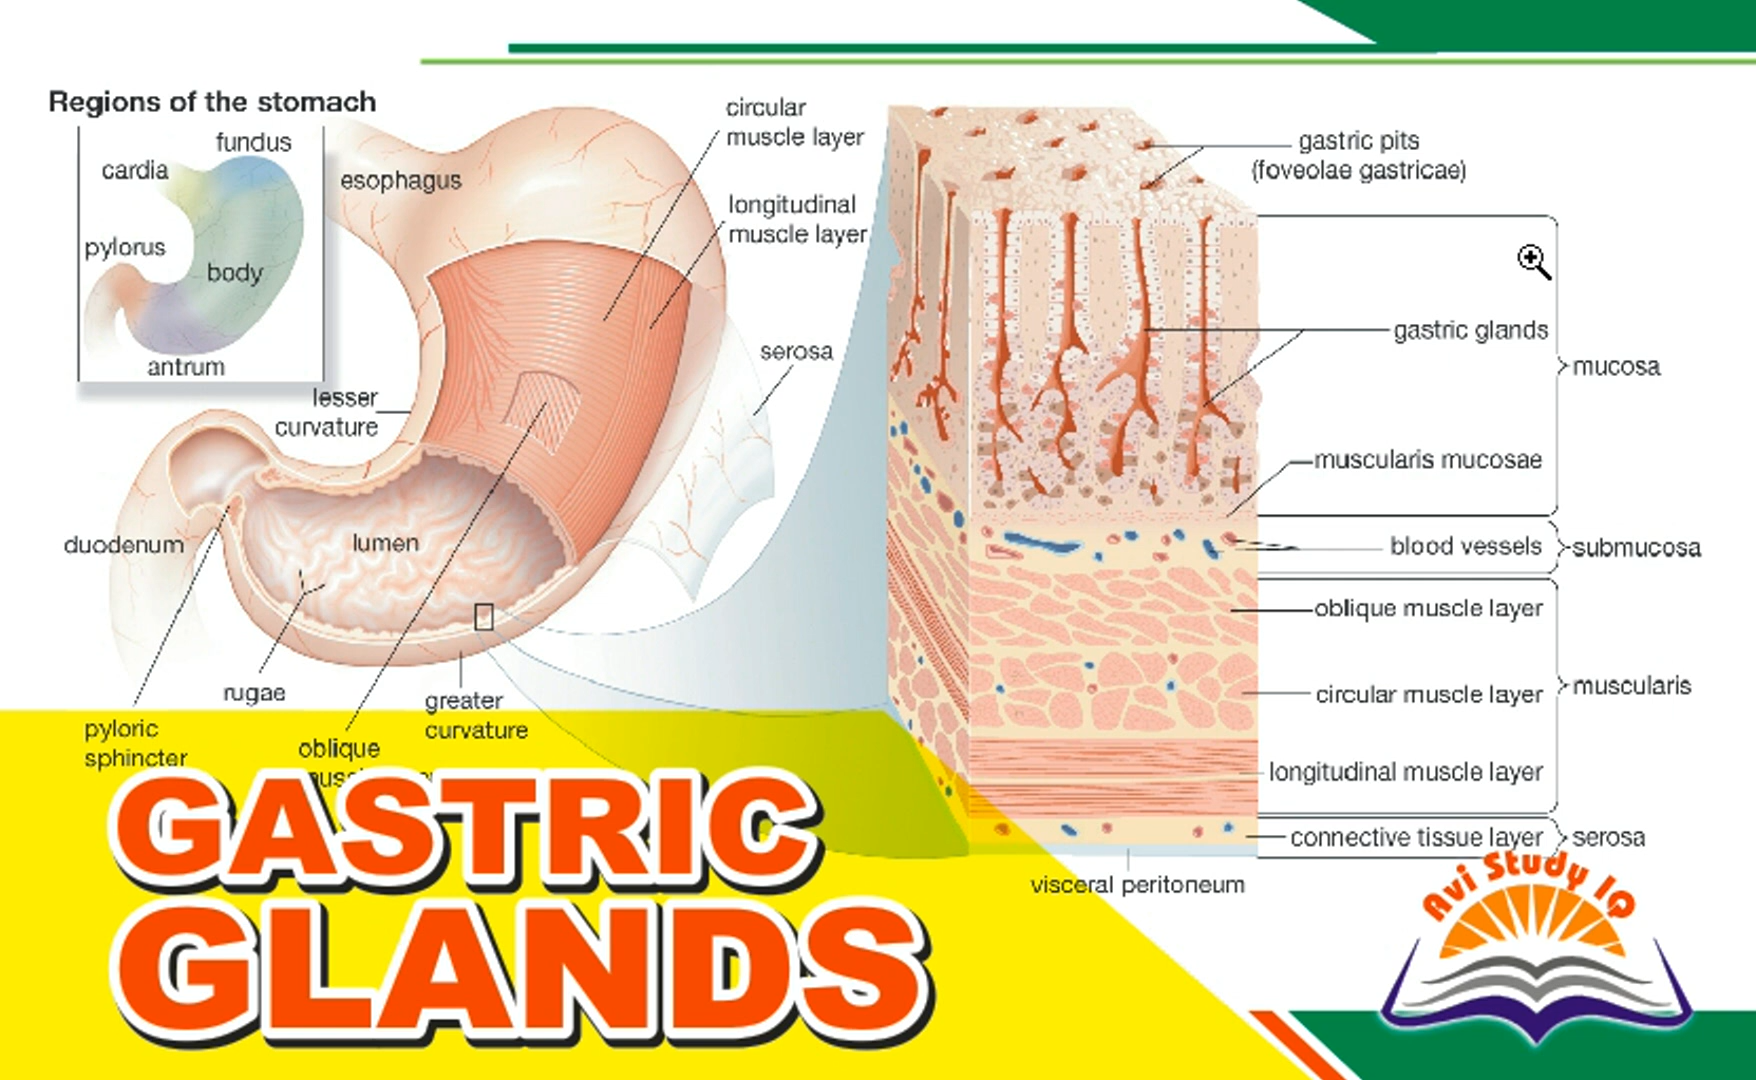 Regions of the stomach
fundus
cardia
pylorus
body
antrum
esophagus
circular
muscle layer
longitudinal
muscle layer
serosa
lesser
curvature
duodenum
lumen
rugae
greater
curvature
pyloric
sphincter
oblique
gastric pits
(foveolae gastricae)
gastric glands
mucosa
muscularis mucosae
blood vessels
submucosa
oblique muscle layer
circular muscle layer
muscularis
longitudinal muscle layer
connective tissue layer
serosa
visceral peritoneum
GASTRIC
GLANDS
Avi Study IQ